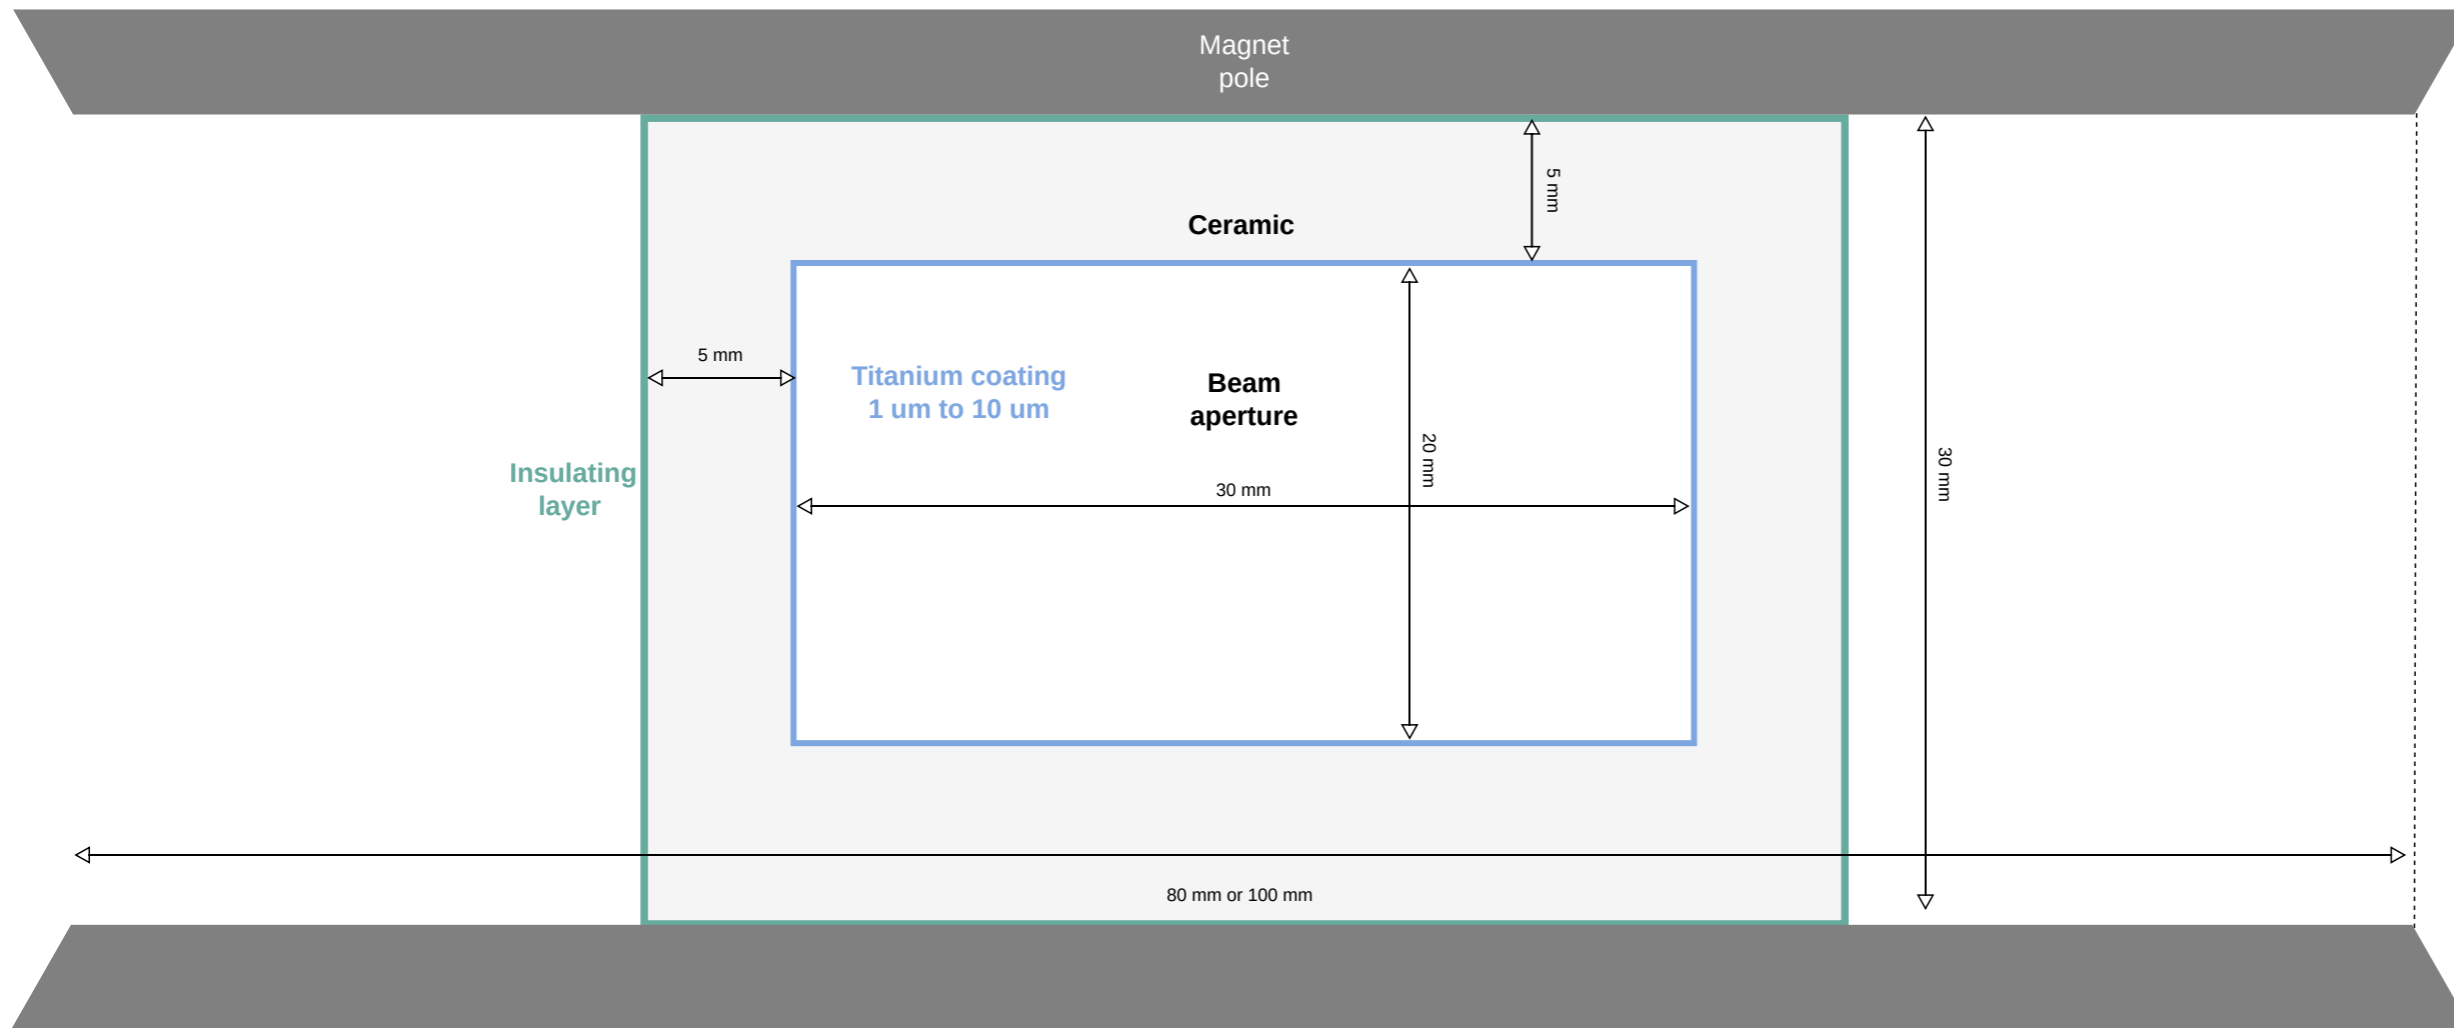 Magnet
pole
5 mm
Ceramic
5 mm
Titanium coating
1 um to 10 um
Beam
aperture
20 mm
30 mm
30 mm
Insulating
layer
80 mm or 100 mm